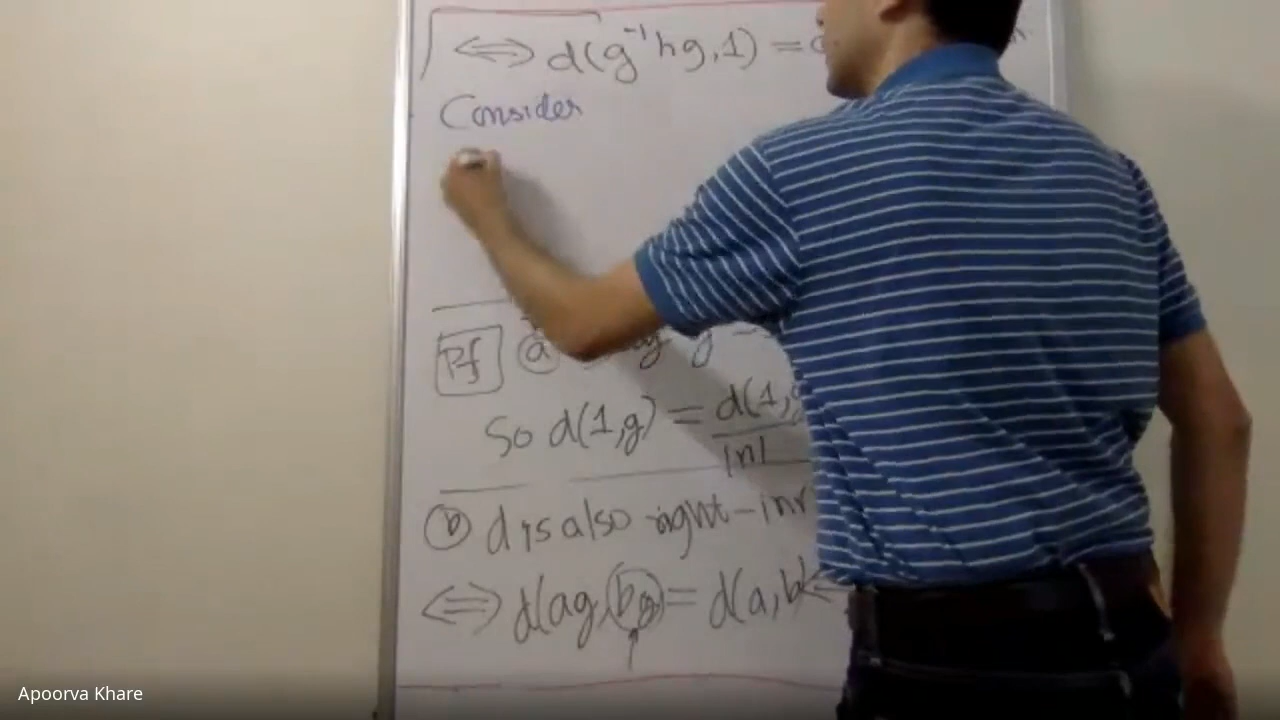 ⟺ d(g⁻¹hg,1) =
Consider
Pf ⓐ
So d(1,g) = d(1,g
|n|
ⓑ d is also right-inv
⟺ d(ag,bg) = d(a,b)
Apoorva Khare